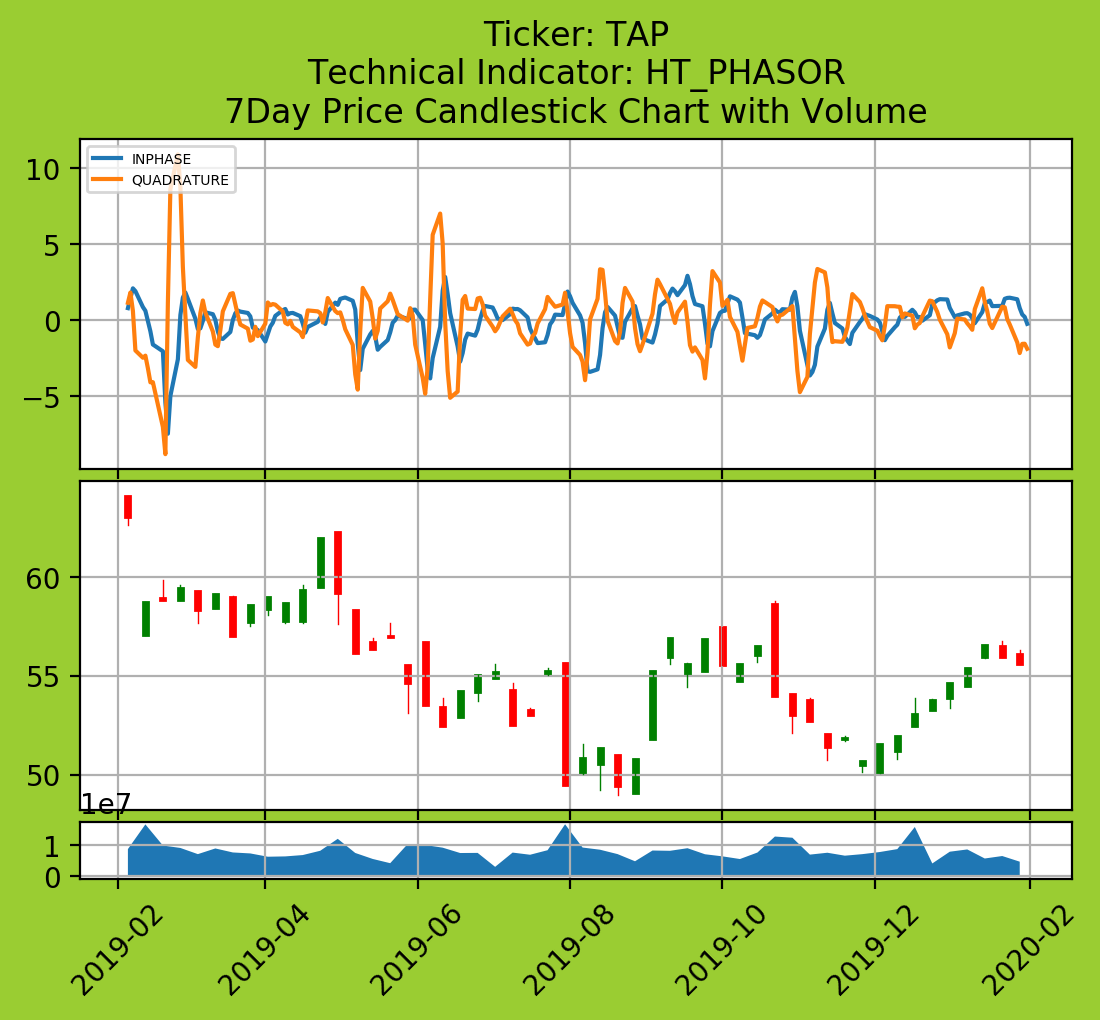 Ticker: TAP
Technical Indicator: HT_PHASOR
7Day Price Candlestick Chart with Volume
INPHASE
QUADRATURE
10
5
0
−5
60
55
50
1e7
1
0
2019-02
2019-04
2019-06
2019-08
2019-10
2019-12
2020-02